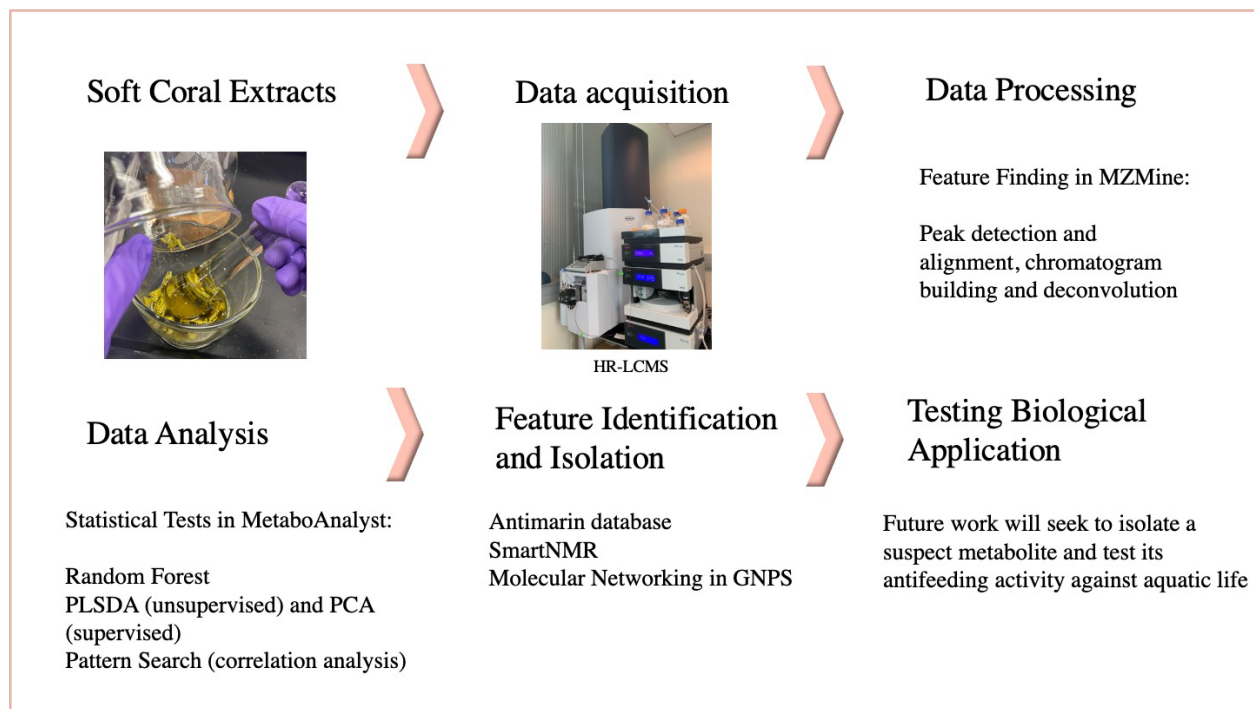 Soft Coral Extracts
Data acquisition
HR-LCMS
Data Processing
Feature Finding in MZMine:
Peak detection and
alignment, chromatogram
building and deconvolution
Data Analysis
Statistical Tests in MetaboAnalyst:
Random Forest
PLSDA (unsupervised) and PCA
(supervised)
Pattern Search (correlation analysis)
Feature Identification
and Isolation
Antimarin database
SmartNMR
Molecular Networking in GNPS
Testing Biological
Application
Future work will seek to isolate a
suspect metabolite and test its
antifeeding activity against aquatic life